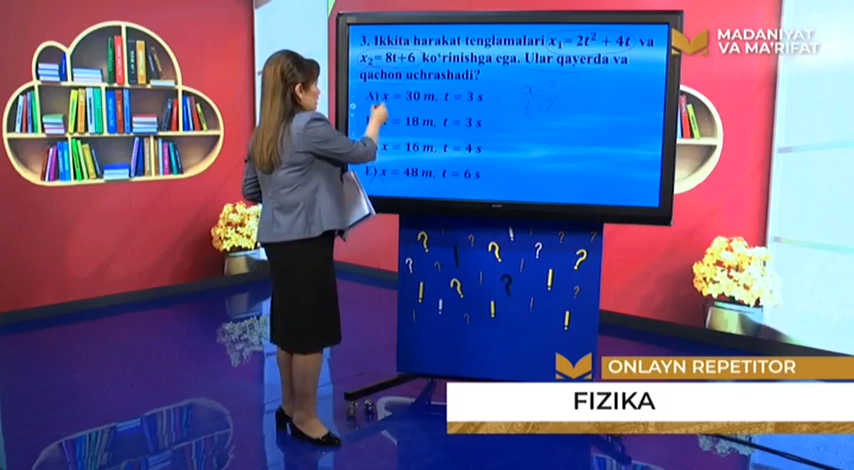 3. Ikkita harakat tenglamalari x₁= 2t² + 4t va
x₂= 8t+6 ko‘rinishga ega. Ular qayerda va
qachon uchrashadi?
A) x = 30 m, t = 3 s
= 18 m, t = 3 s
x = 16 m, t = 4 s
E) x = 48 m, t = 6 s
MADANIYAT
VA MA'RIFAT
ONLAYN REPETITOR
FIZIKA